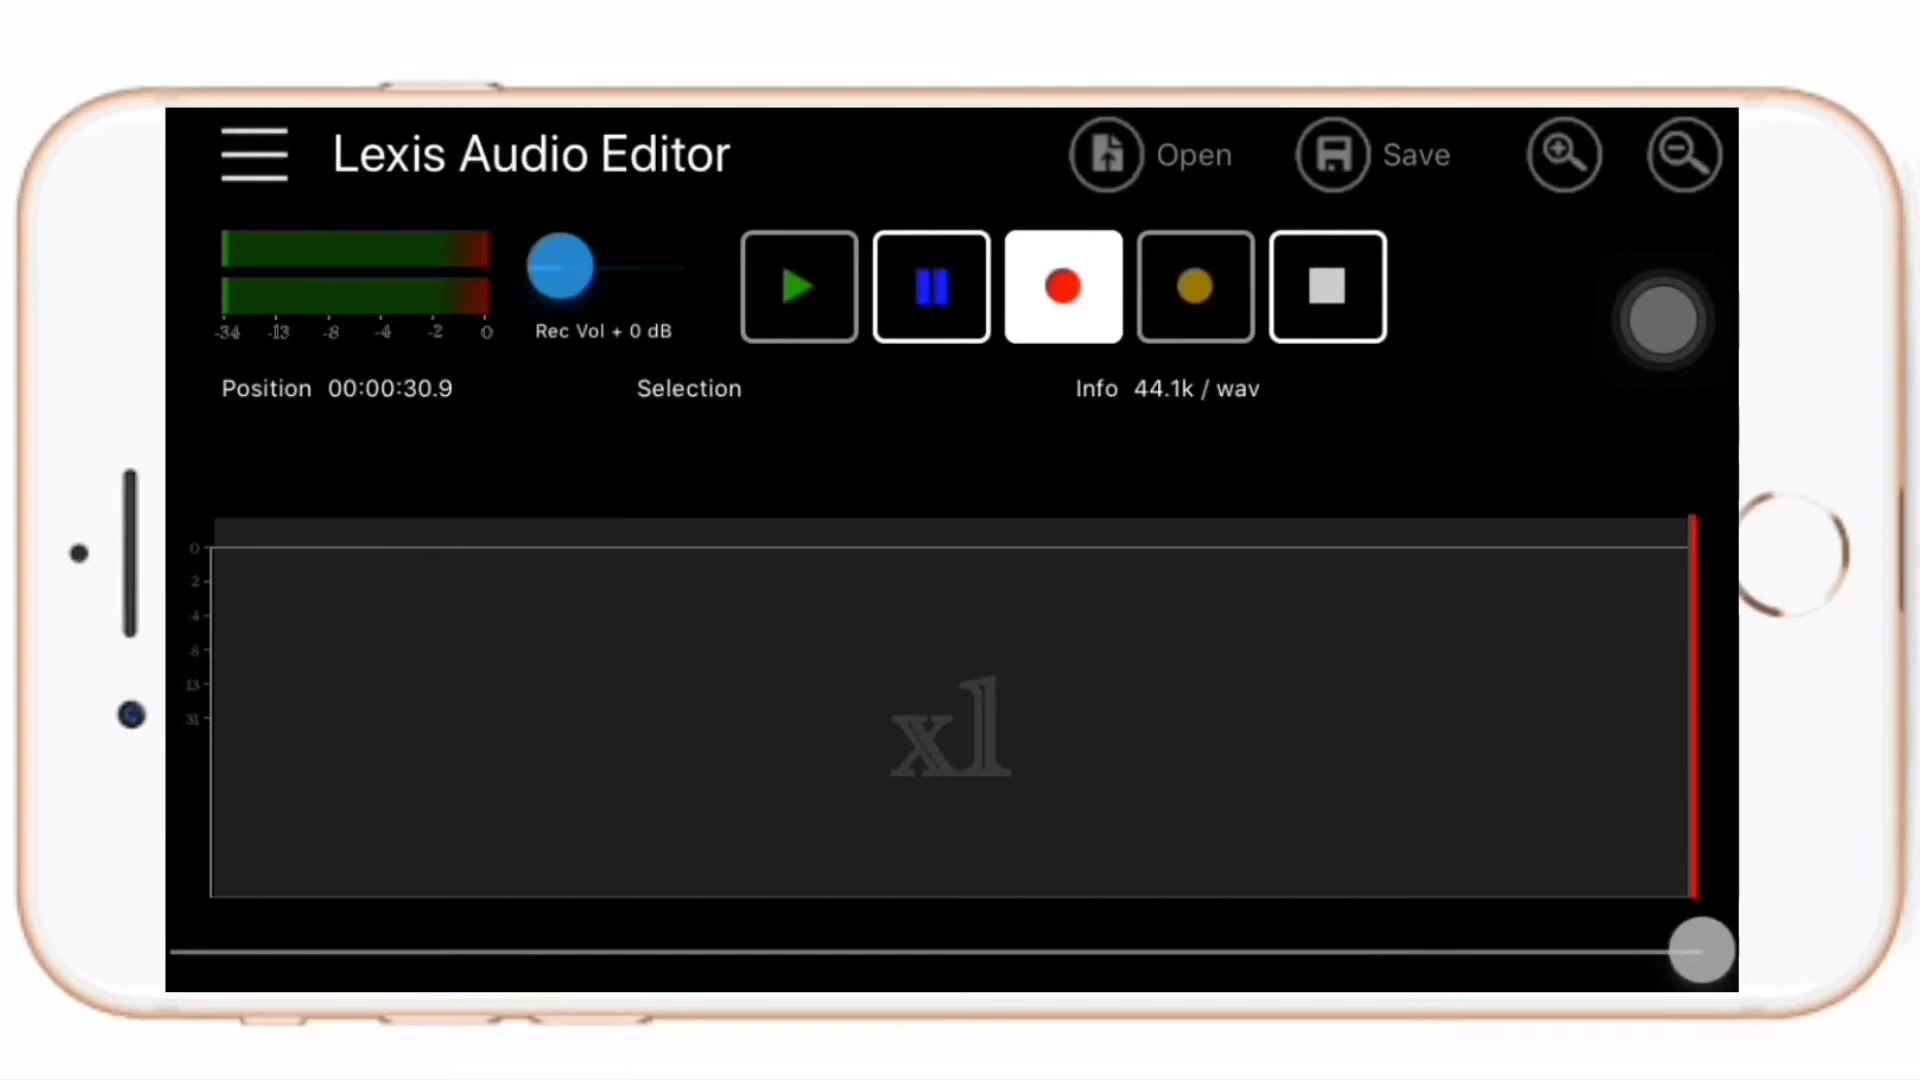 Lexis Audio Editor
Open
Save
-34 -13 -8 -4 -2 0
Rec Vol + 0 dB
Position 00:00:30.9
Selection
Info 44.1k / wav
0
-2
-4
-8
13
31
xl